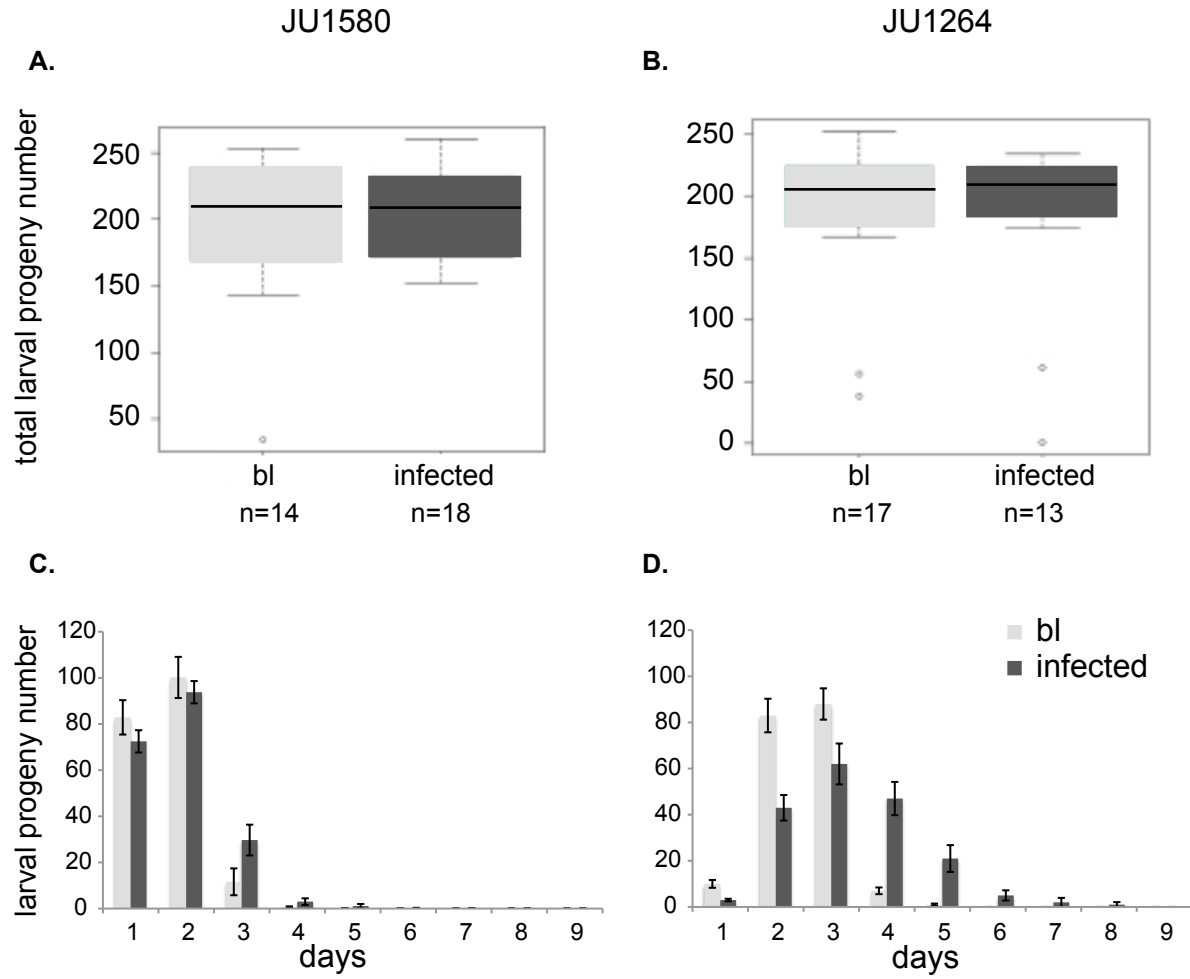 JU1580
JU1264
A.
B.
total larval progeny number
250
200
150
100
50
bl
infected
n=14
n=18
250
200
150
100
50
0
bl
infected
n=17
n=13
C.
D.
larval progeny number
120
100
80
60
40
20
0
1 2 3 4 5 6 7 8 9
days
120
100
80
60
40
20
0
1 2 3 4 5 6 7 8 9
days
bl
infected